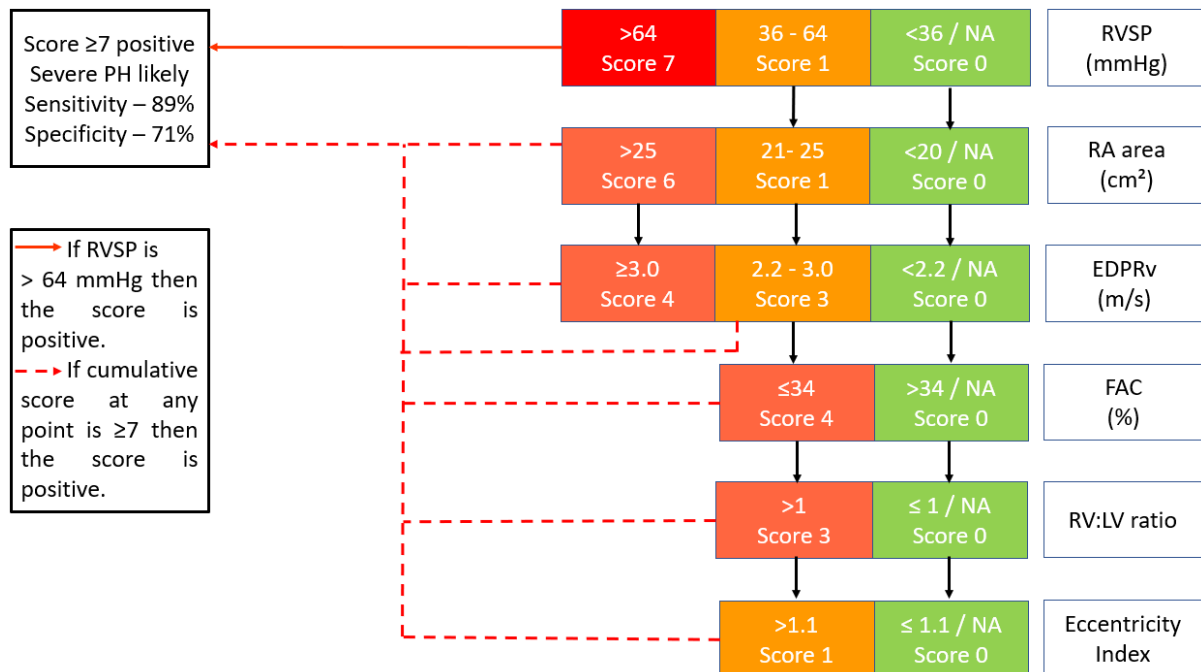 Score ≥7 positive
Severe PH likely
Sensitivity – 89%
Specificity – 71%
>64
Score 7
36 - 64
Score 1
<36 / NA
Score 0
RVSP
(mmHg)
>25
Score 6
21- 25
Score 1
<20 / NA
Score 0
RA area
(cm²)
If RVSP is
> 64 mmHg then
the score is
positive.
If cumulative
score at any
point is ≥7 then
the score is
positive.
≥3.0
Score 4
2.2 - 3.0
Score 3
<2.2 / NA
Score 0
EDPRv
(m/s)
≤34
Score 4
>34 / NA
Score 0
FAC
(%)
>1
Score 3
≤ 1 / NA
Score 0
RV:LV ratio
>1.1
Score 1
≤ 1.1 / NA
Score 0
Eccentricity
Index